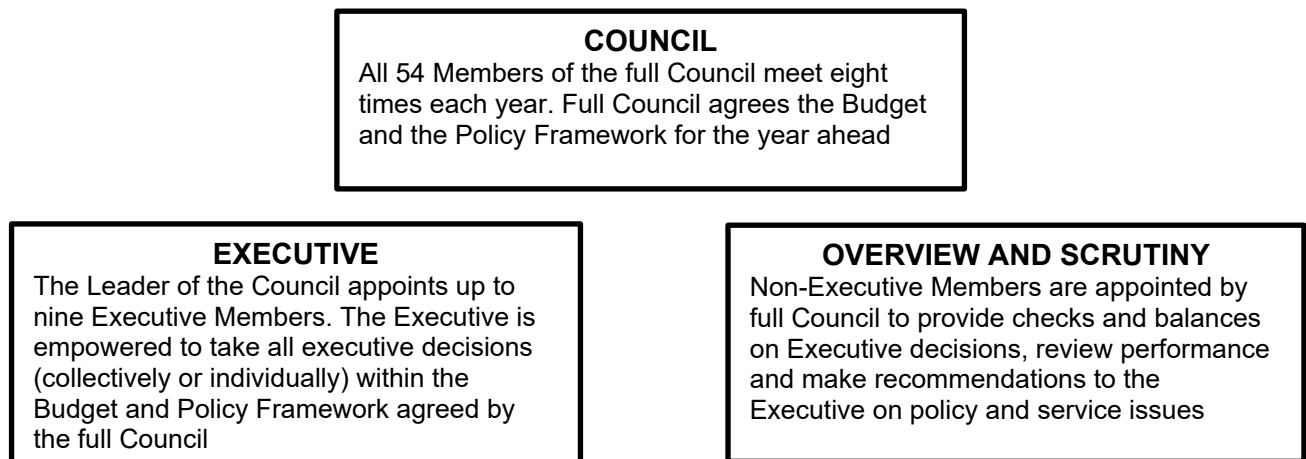 COUNCIL
All 54 Members of the full Council meet eight
times each year. Full Council agrees the Budget
and the Policy Framework for the year ahead
EXECUTIVE
The Leader of the Council appoints up to
nine Executive Members. The Executive is
empowered to take all executive decisions
(collectively or individually) within the
Budget and Policy Framework agreed by
the full Council
OVERVIEW AND SCRUTINY
Non-Executive Members are appointed by
full Council to provide checks and balances
on Executive decisions, review performance
and make recommendations to the
Executive on policy and service issues